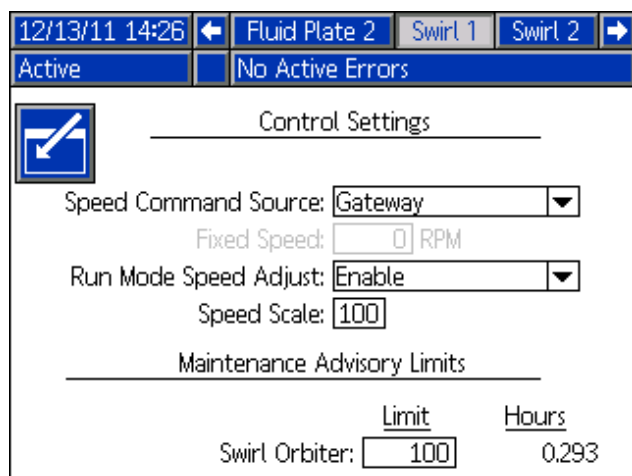 12/13/11 14:26 Fluid Plate 2 Swirl 1 Swirl 2
Active No Active Errors
Control Settings
Speed Command Source: Gateway
Fixed Speed: 0 RPM
Run Mode Speed Adjust: Enable
Speed Scale: 100
Maintenance Advisory Limits
Limit Hours
Swirl Orbiter: 100 0.293